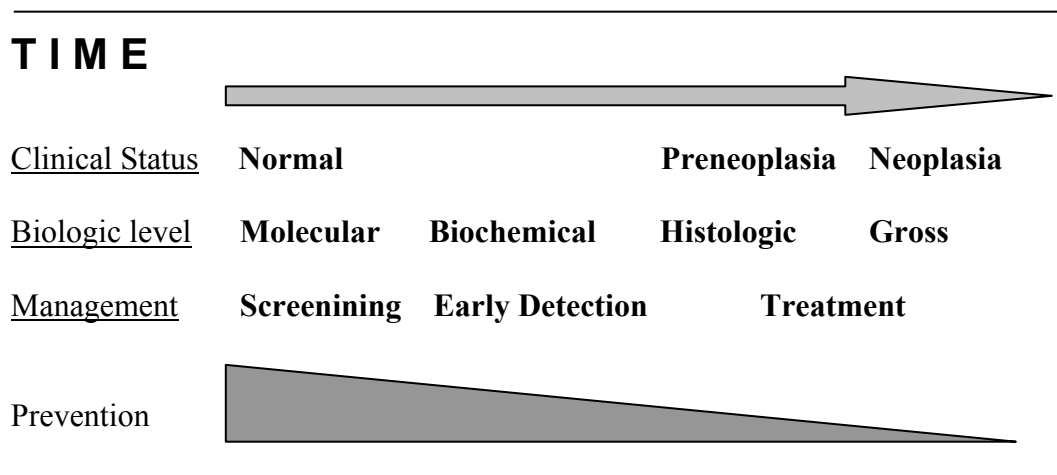 T I M E
Clinical Status Normal Preneoplasia Neoplasia
Biologic level Molecular Biochemical Histologic Gross
Management Screenining Early Detection Treatment
Prevention